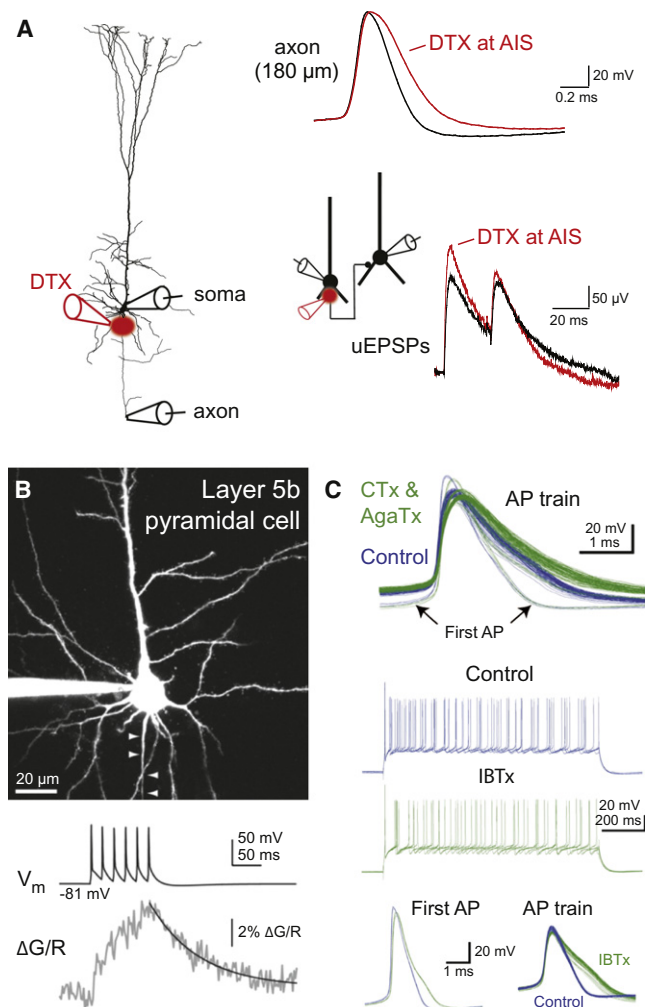 A
axon
(180 µm)
DTX at AIS
20 mV
0.2 ms
DTX
soma
axon
DTX at AIS
uEPSPs
50 µV
20 ms
B
Layer 5b
pyramidal cell
20 µm
Vm
-81 mV
50 mV
50 ms
ΔG/R
2% ΔG/R
C
CTx &
AgaTx
Control
AP train
20 mV
1 ms
First AP
Control
IBTx
20 mV
200 ms
First AP
20 mV
1 ms
AP train
IBTx
Control